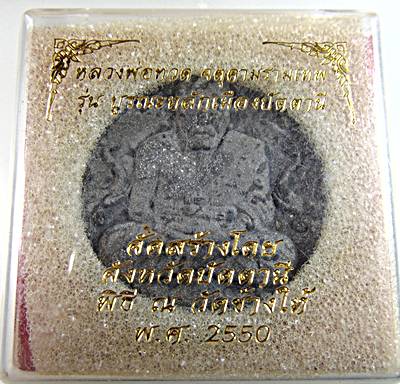 หลวงพ่อทวด จตุคามรามเทพ
รุ่น บูรณะหลักเมืองปัตตานี
จัดสร้างโดย
จังหวัดปัตตานี
พิธี ณ วัดช้างให้
พ.ศ. 2550